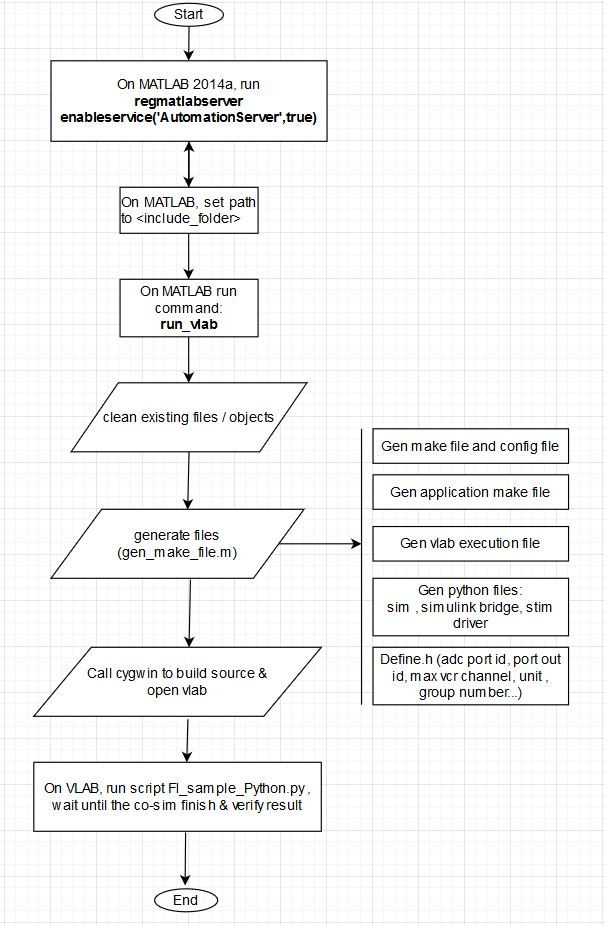 Start
On MATLAB 2014a, run
regmatlabserver
enableservice('AutomationServer',true)
On MATLAB, set path
to <include_folder>
On MATLAB run
command:
run_vlab
clean existing files / objects
generate files
(gen_make_file.m)
Gen make file and config file
Gen application make file
Gen vlab execution file
Gen python files:
sim , simulink bridge, stim
driver
Define.h (adc port id, port out
id, max vcr channel, unit ,
group number...)
Call cygwin to build source &
open vlab
On VLAB, run script FI_sample_Python.py ,
wait until the co-sim finish & verify result
End